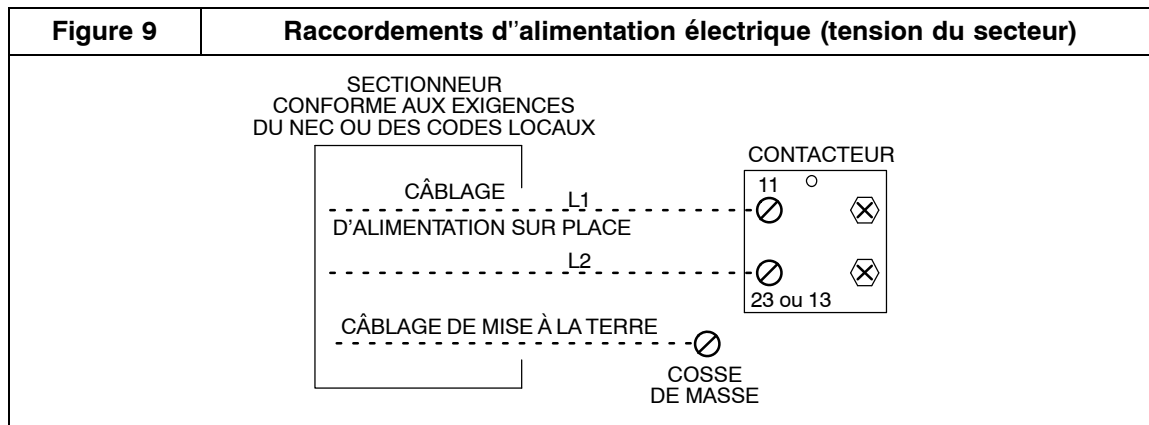 Figure 9
Raccordements d''alimentation électrique (tension du secteur)
SECTIONNEUR
CONFORME AUX EXIGENCES
DU NEC OU DES CODES LOCAUX
CONTACTEUR
11
CÂBLAGE
L1
D'ALIMENTATION SUR PLACE
L2
23 ou 13
CÂBLAGE DE MISE À LA TERRE
COSSE
DE MASSE